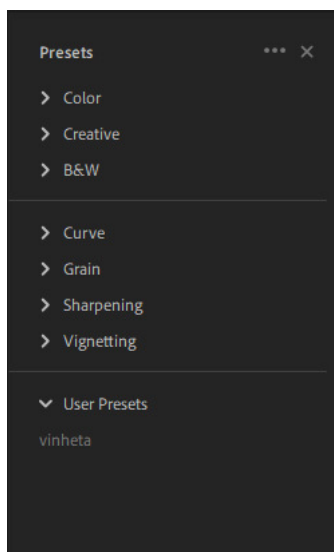 Presets
Color
Creative
B&W
Curve
Grain
Sharpening
Vignetting
User Presets
vinheta